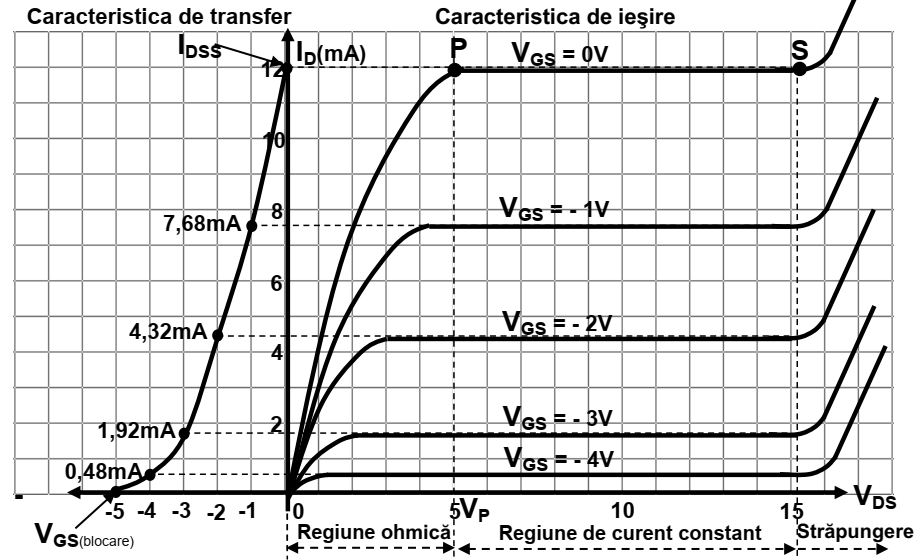 Caracteristica de transfer
Caracteristica de ieşire
IDSS
ID(mA)
P
VGS = 0V
S
12
10
7,68mA
8
VGS = - 1V
6
4,32mA
VGS = - 2V
4
1,92mA
2
VGS = - 3V
0,48mA
VGS = - 4V
-
-5 -4 -3 -2 -1
0
5
VP
10
15
VDS
VGS(blocare)
Regiune ohmică
Regiune de curent constant
Străpungere